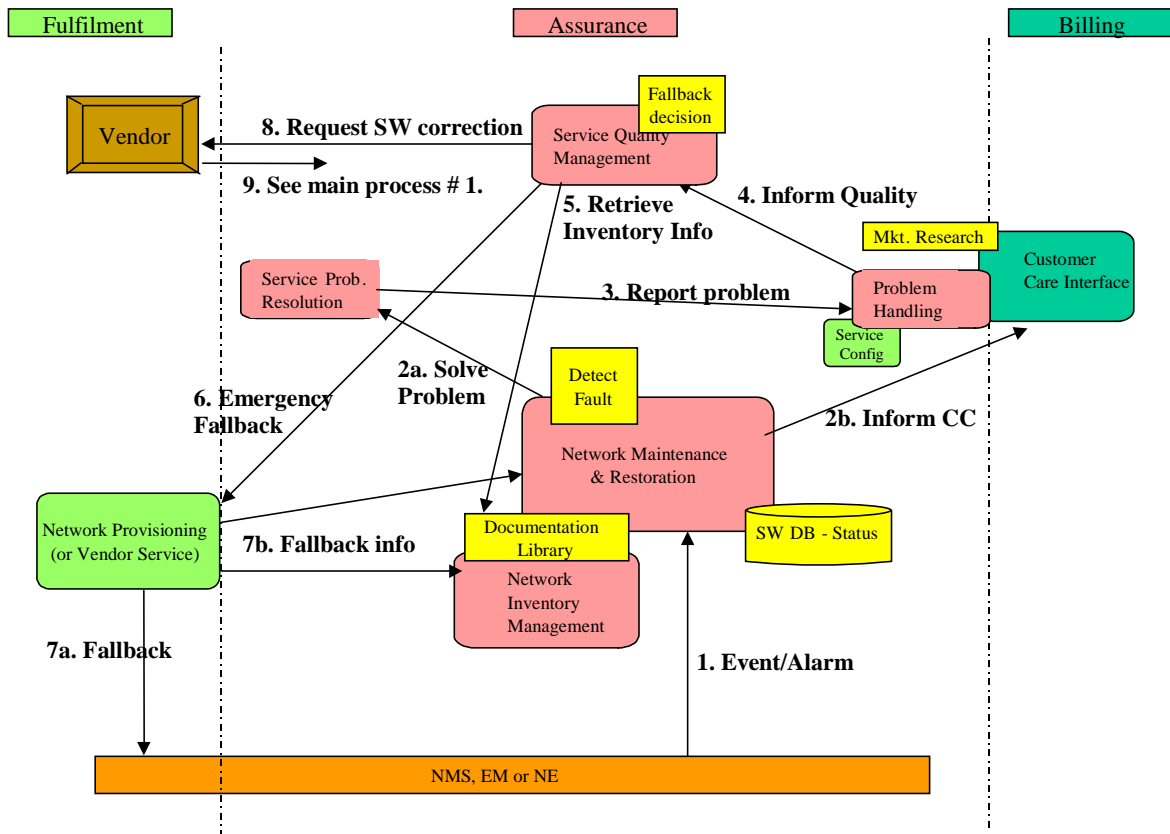 Fulfilment
Assurance
Billing
Vendor
8. Request SW correction
Fallback
decision
Service Quality
Management
9. See main process # 1.
5. Retrieve
Inventory Info
4. Inform Quality
Mkt. Research
Customer
Care Interface
Service Prob.
Resolution
3. Report problem
Problem
Handling
Service
Config
2a. Solve
Problem
Detect
Fault
6. Emergency
Fallback
2b. Inform CC
Network Maintenance
& Restoration
Network Provisioning
(or Vendor Service)
7b. Fallback info
Documentation
Library
SW DB - Status
Network
Inventory
Management
7a. Fallback
1. Event/Alarm
NMS, EM or NE